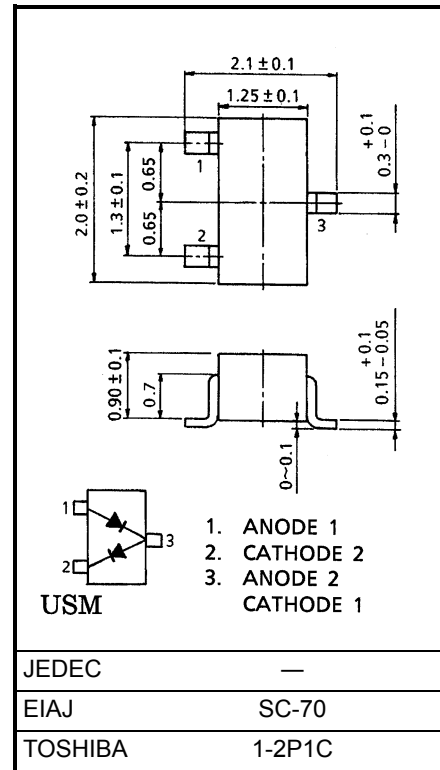 2.1±0.1
1.25±0.1
+0.1
0.3-0
2.0±0.2
1.3±0.1
0.65
0.65
1
2
3
0.90±0.1
0.7
+0.1
0.15-0.05
0~0.1
1
2
3
USM
1. ANODE 1
2. CATHODE 2
3. ANODE 2
CATHODE 1
JEDEC —
EIAJ SC-70
TOSHIBA 1-2P1C